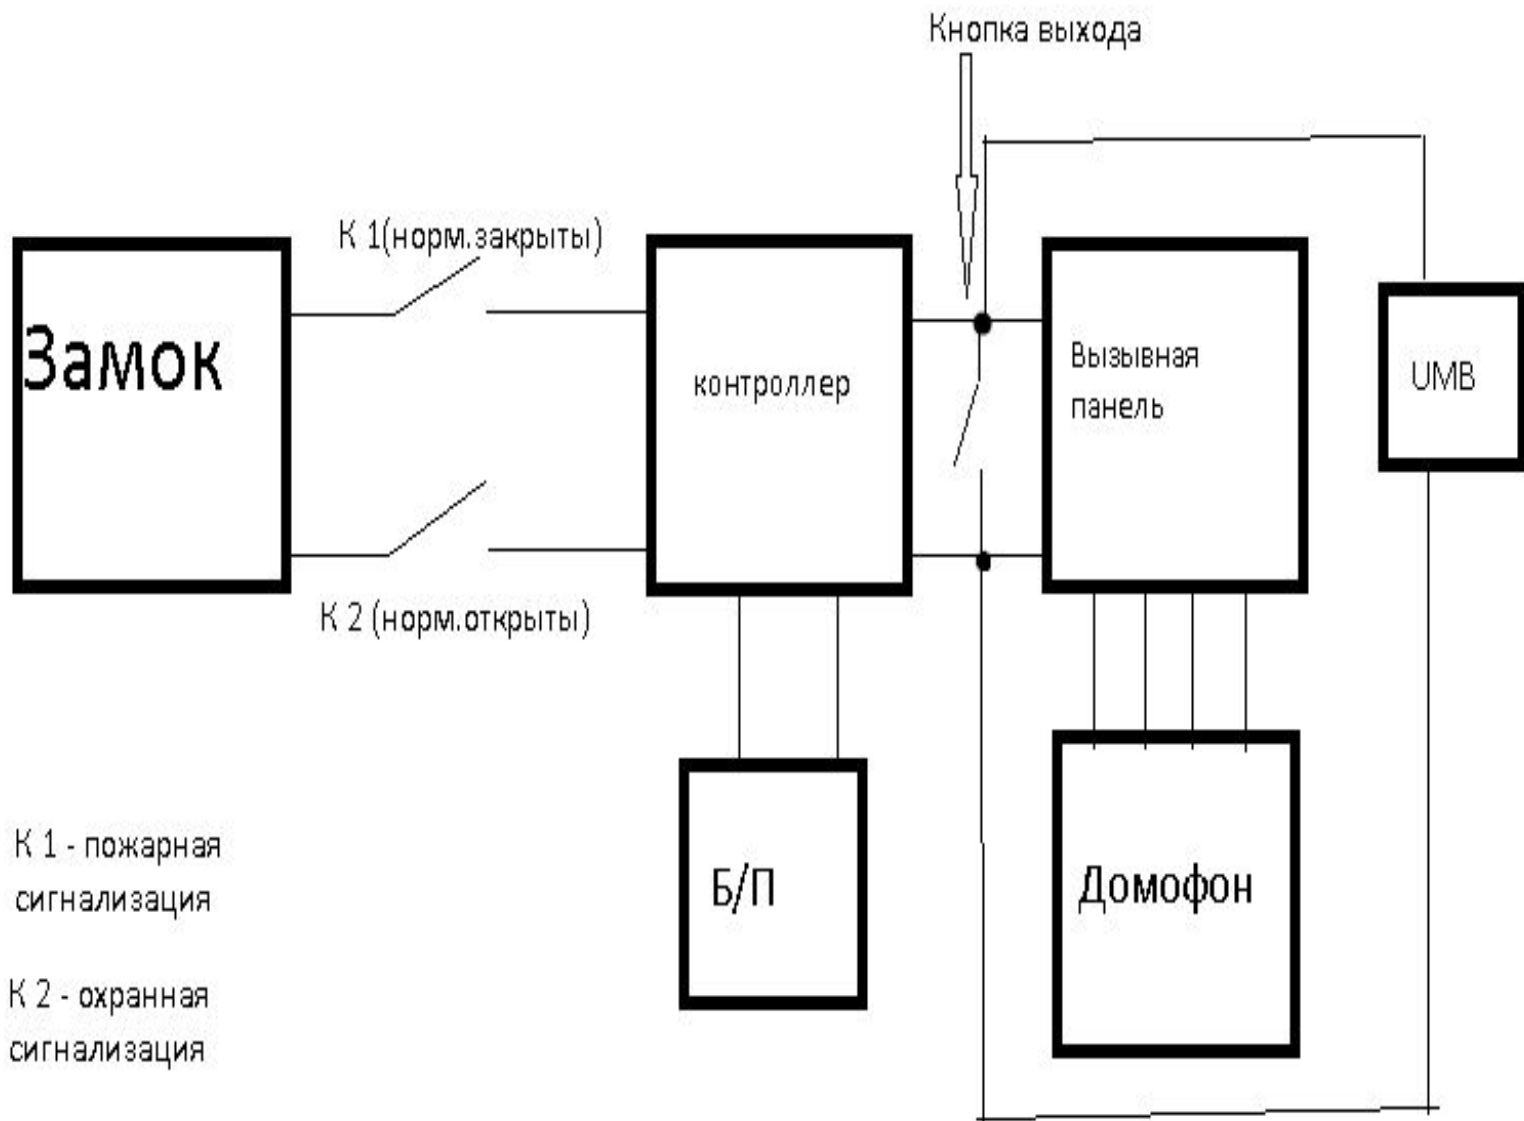 Кнопка выхода
К 1(норм.закрыты)
Замок
контроллер
Вызывная
панель
UMB
К 2 (норм.открыты)
Б/П
Домофон
К 1 - пожарная
сигнализация
К 2 - охранная
сигнализация